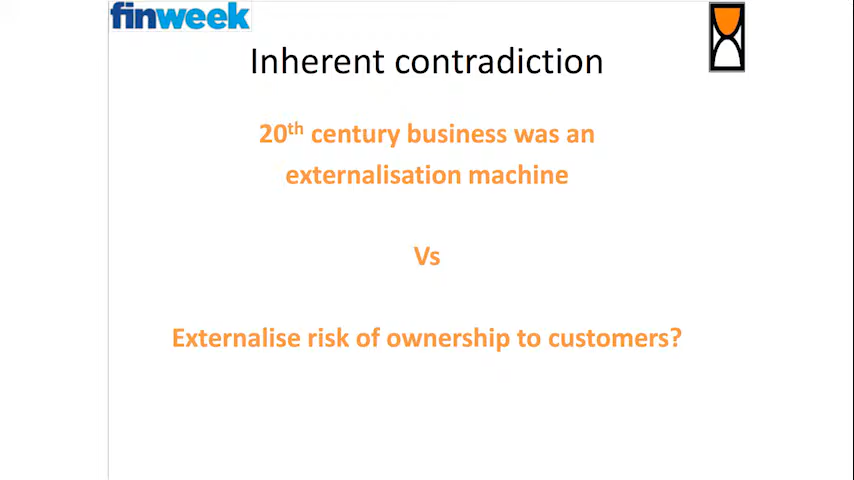 finweek
Inherent contradiction
20th century business was an
externalisation machine
Vs
Externalise risk of ownership to customers?